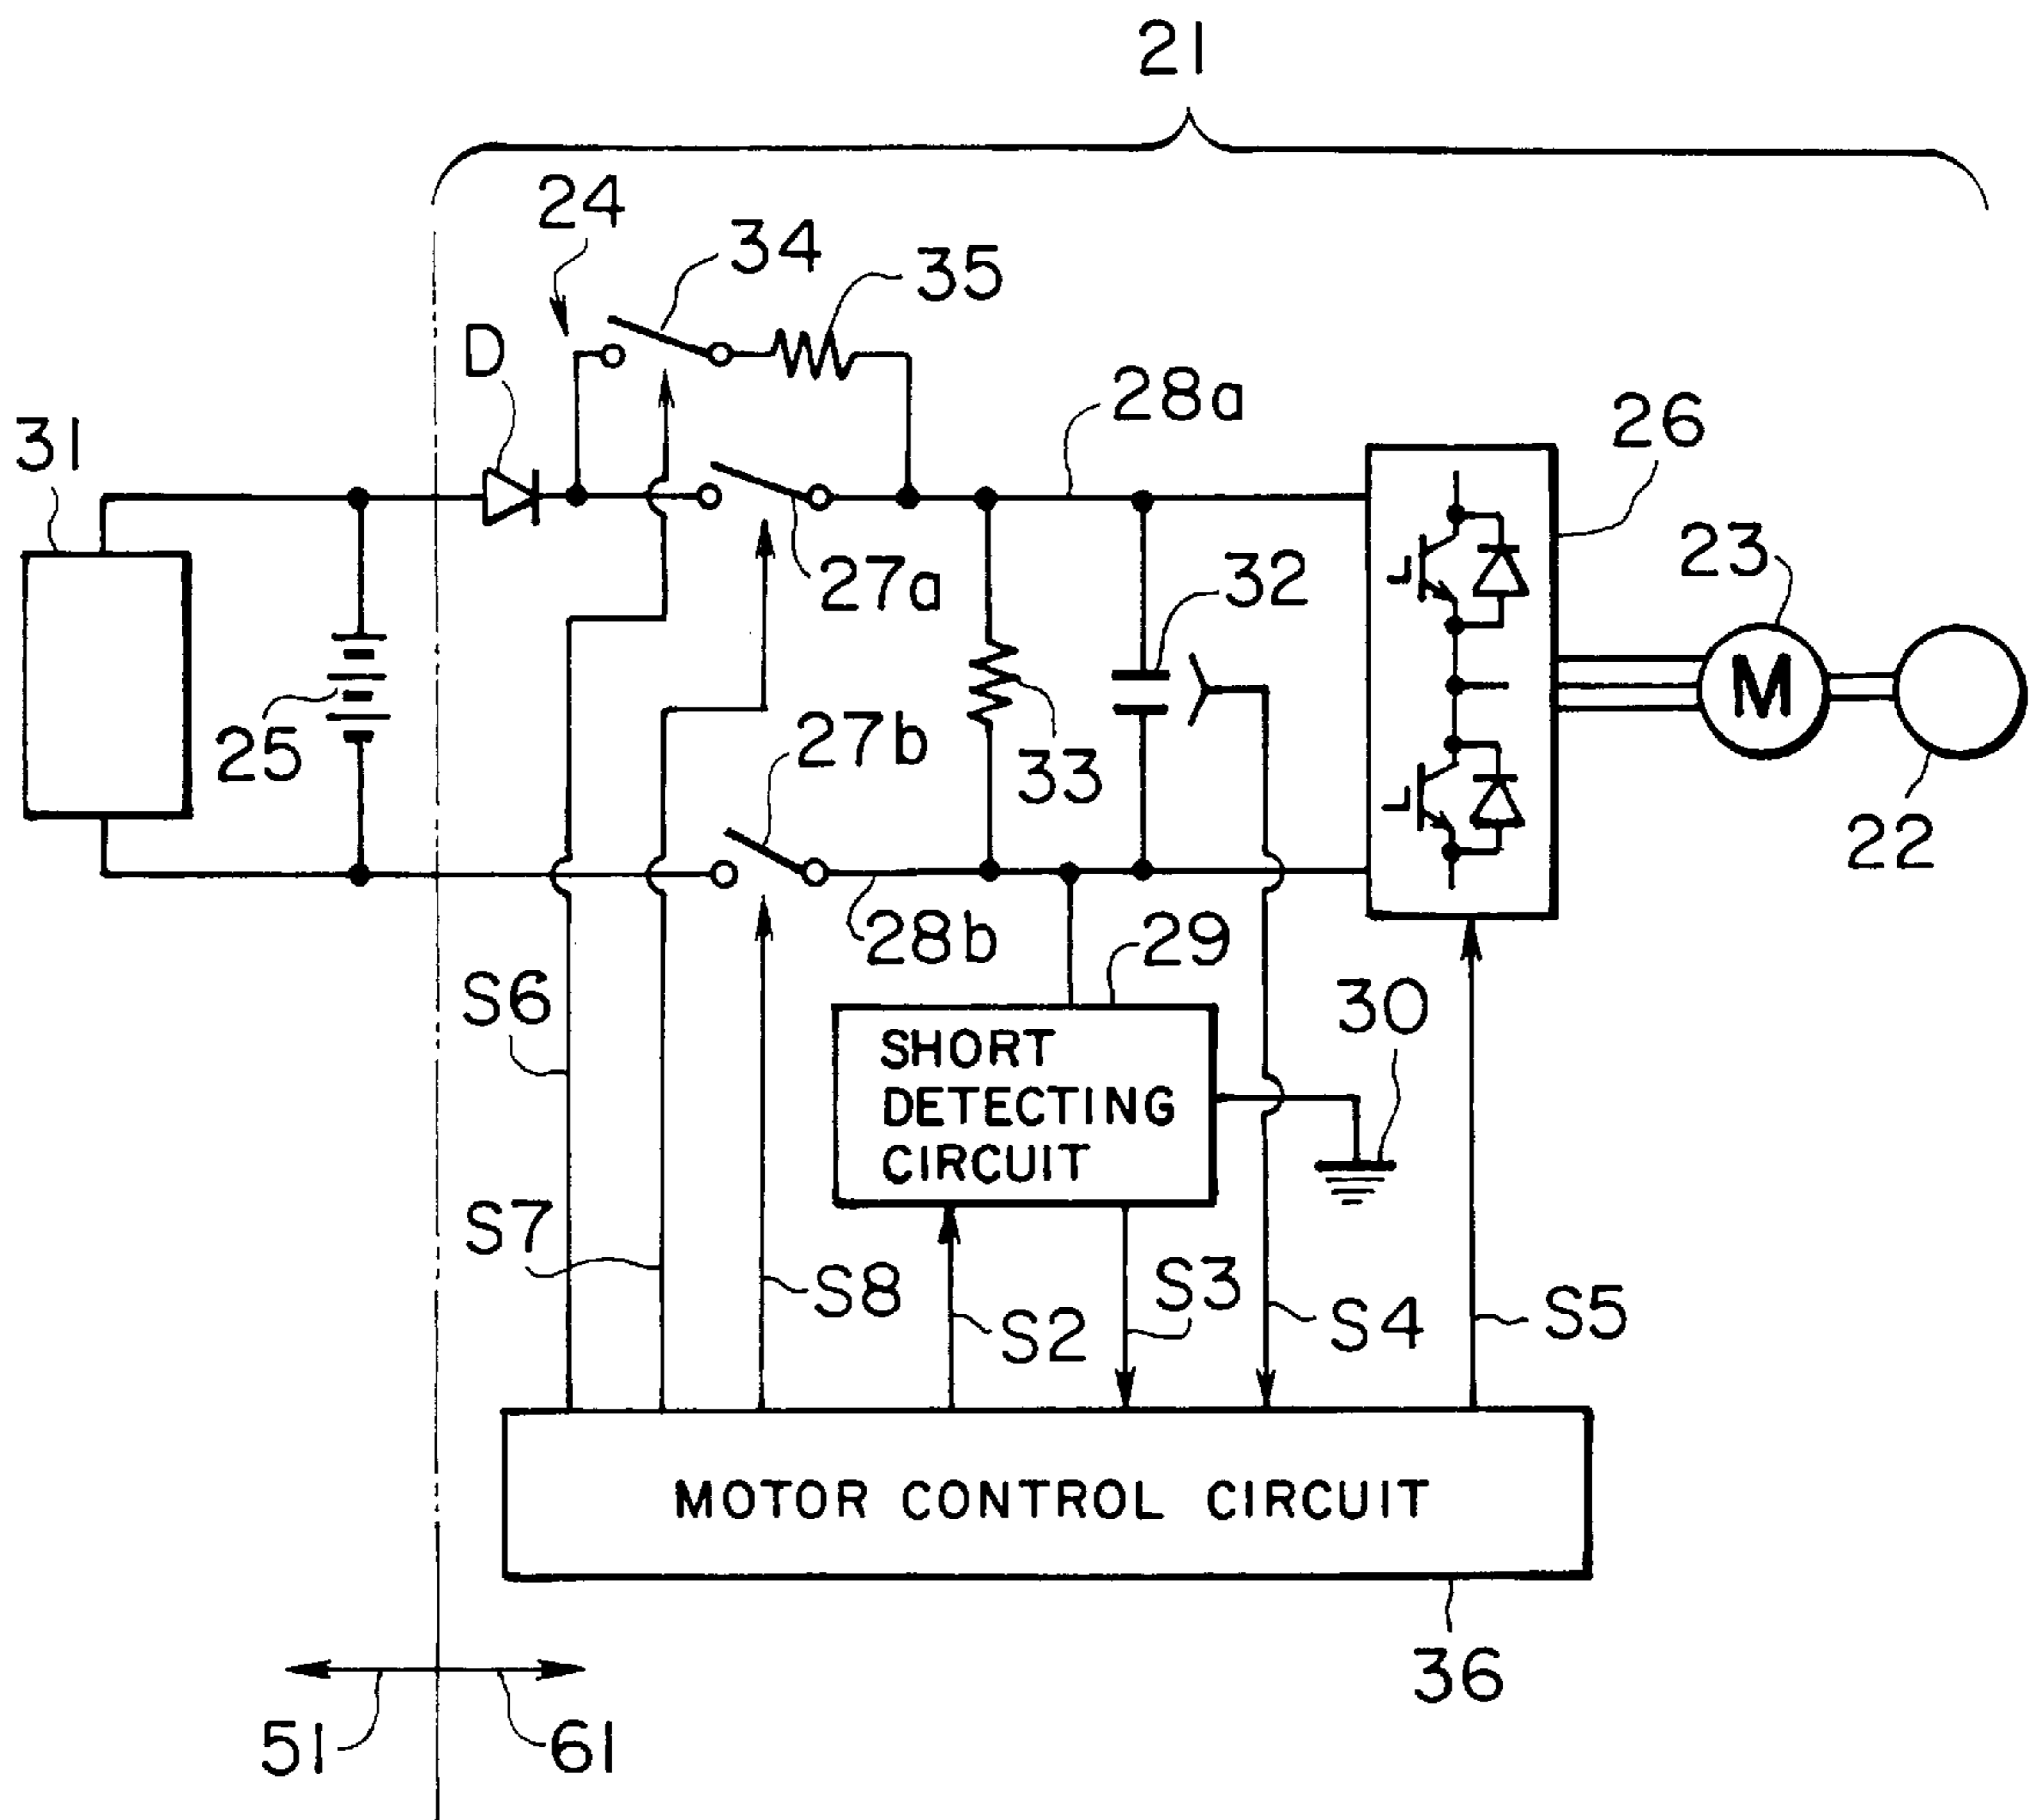 21
24
34
35
D
28a
26
31
23
27a
32
M
25
27b
33
22
28b
29
S6
30
SHORT
DETECTING
CIRCUIT
S7
S8
S2
S3
S4
S5
MOTOR CONTROL CIRCUIT
36
51
61